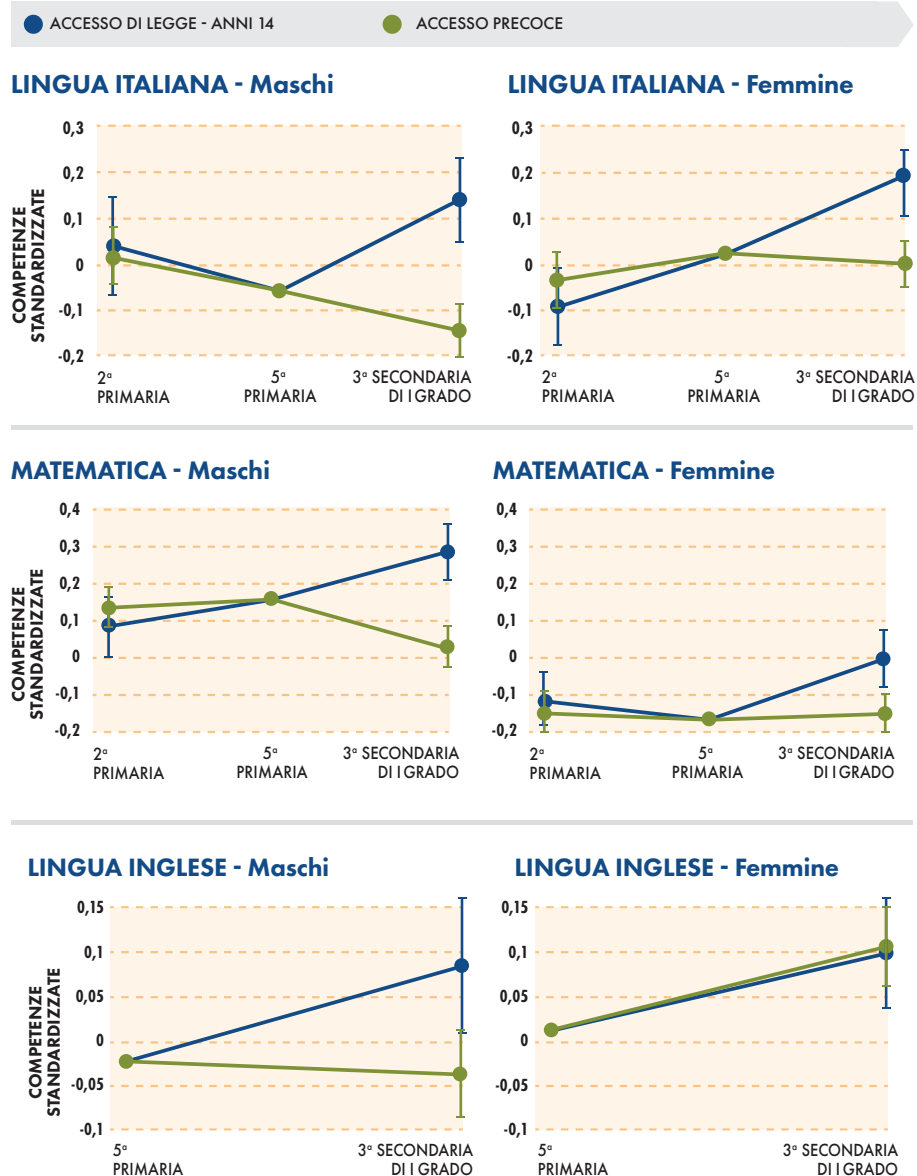 ACCESSO DI LEGGE - ANNI 14
ACCESSO PRECOCE
LINGUA ITALIANA - Maschi
COMPETENZE
STANDARDIZZATE
0,3
0,2
0,1
0
-0,1
-0,2
2ª
PRIMARIA
5ª
PRIMARIA
3ª SECONDARIA
DI I GRADO
LINGUA ITALIANA - Femmine
0,3
0,2
0,1
0
-0,1
-0,2
2ª
PRIMARIA
5ª
PRIMARIA
3ª SECONDARIA
DI I GRADO
MATEMATICA - Maschi
COMPETENZE
STANDARDIZZATE
0,4
0,3
0,2
0,1
0
-0,1
-0,2
2ª
PRIMARIA
5ª
PRIMARIA
3ª SECONDARIA
DI I GRADO
MATEMATICA - Femmine
0,4
0,3
0,2
0,1
0
-0,1
-0,2
2ª
PRIMARIA
5ª
PRIMARIA
3ª SECONDARIA
DI I GRADO
LINGUA INGLESE - Maschi
COMPETENZE
STANDARDIZZATE
0,15
0,1
0,05
0
-0,05
-0,1
5ª
PRIMARIA
3ª SECONDARIA
DI I GRADO
LINGUA INGLESE - Femmine
0,15
0,1
0,05
0
-0,05
-0,1
5ª
PRIMARIA
3ª SECONDARIA
DI I GRADO